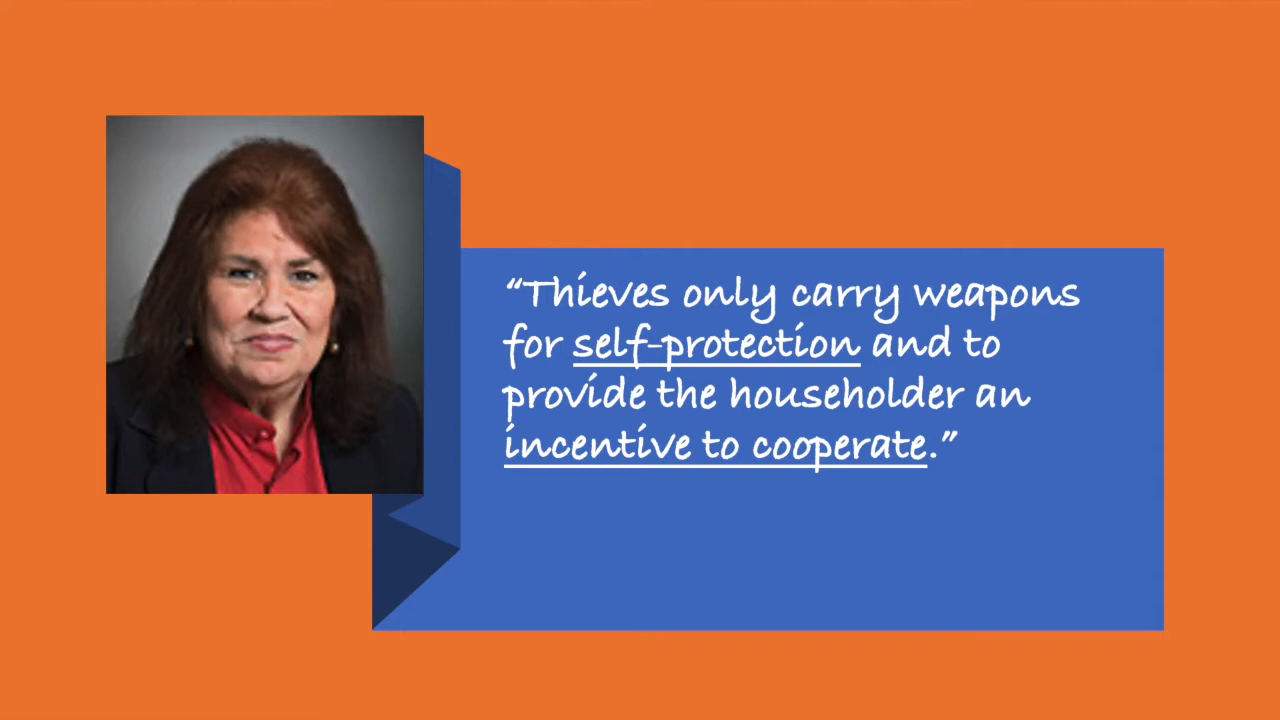 “Thieves only carry weapons
for self-protection and to
provide the householder an
incentive to cooperate.”